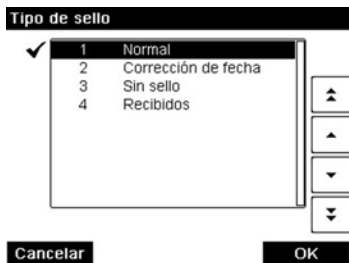 Tipo de sello
1 Normal
2 Corrección de fecha
3 Sin sello
4 Recibidos
Cancelar OK